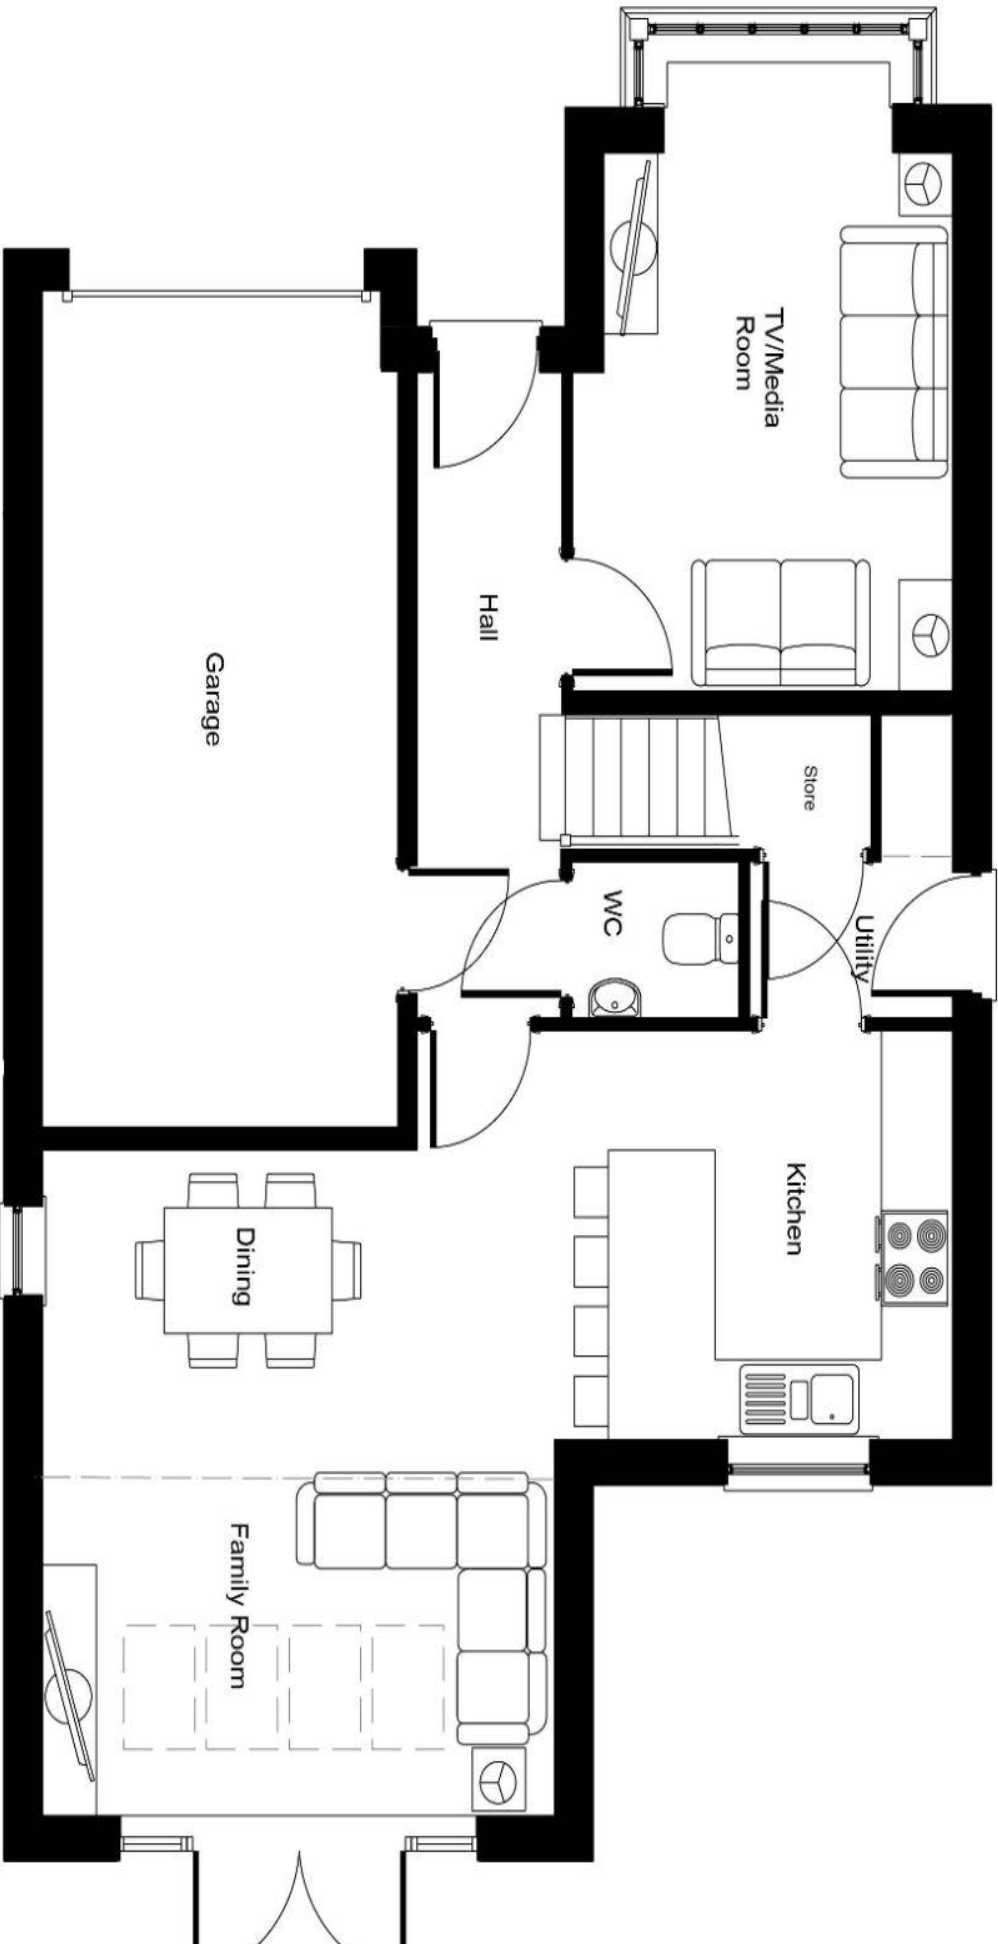 TV/Media
Room
Hall
Garage
Store
WC
Utility
Kitchen
Dining
Family Room